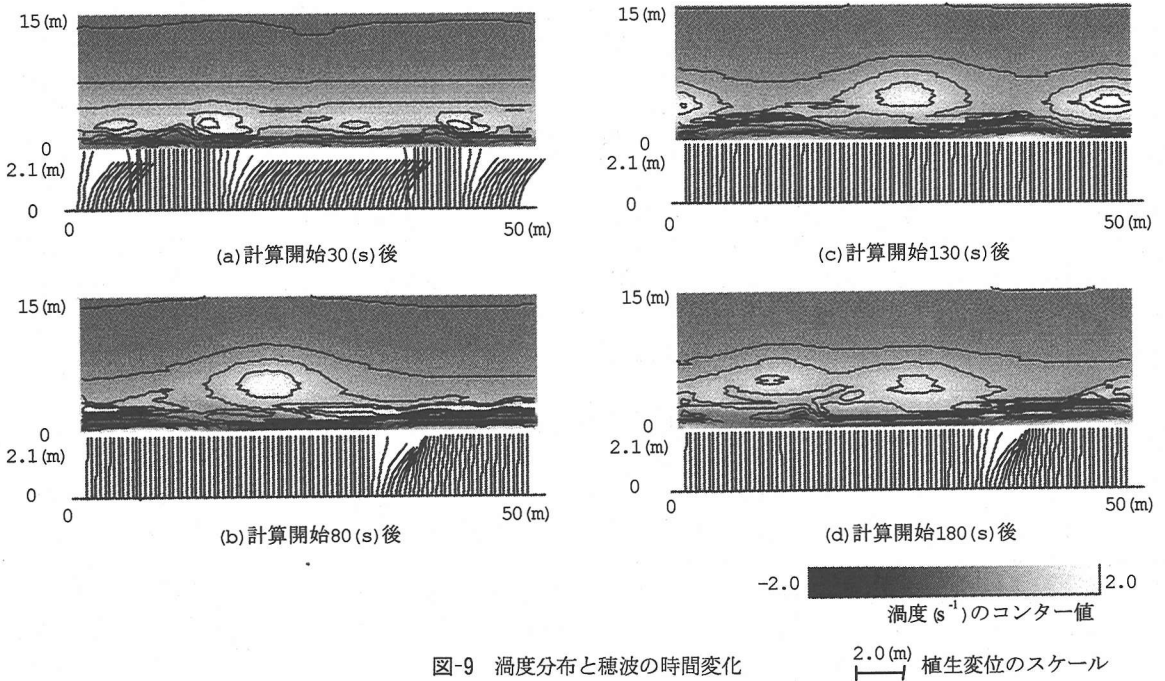 15(m)
0
2.1(m)
0
0
50(m)
(a)計算開始30(s)後
15(m)
0
2.1(m)
0
0
50(m)
(b)計算開始80(s)後
15(m)
0
2.1(m)
0
0
50(m)
(c)計算開始130(s)後
15(m)
0
2.1(m)
0
0
50(m)
(d)計算開始180(s)後
-2.0
2.0
渦度(s⁻¹)のコンター値
図-9 渦度分布と穂波の時間変化
2.0(m)
植生変位のスケール